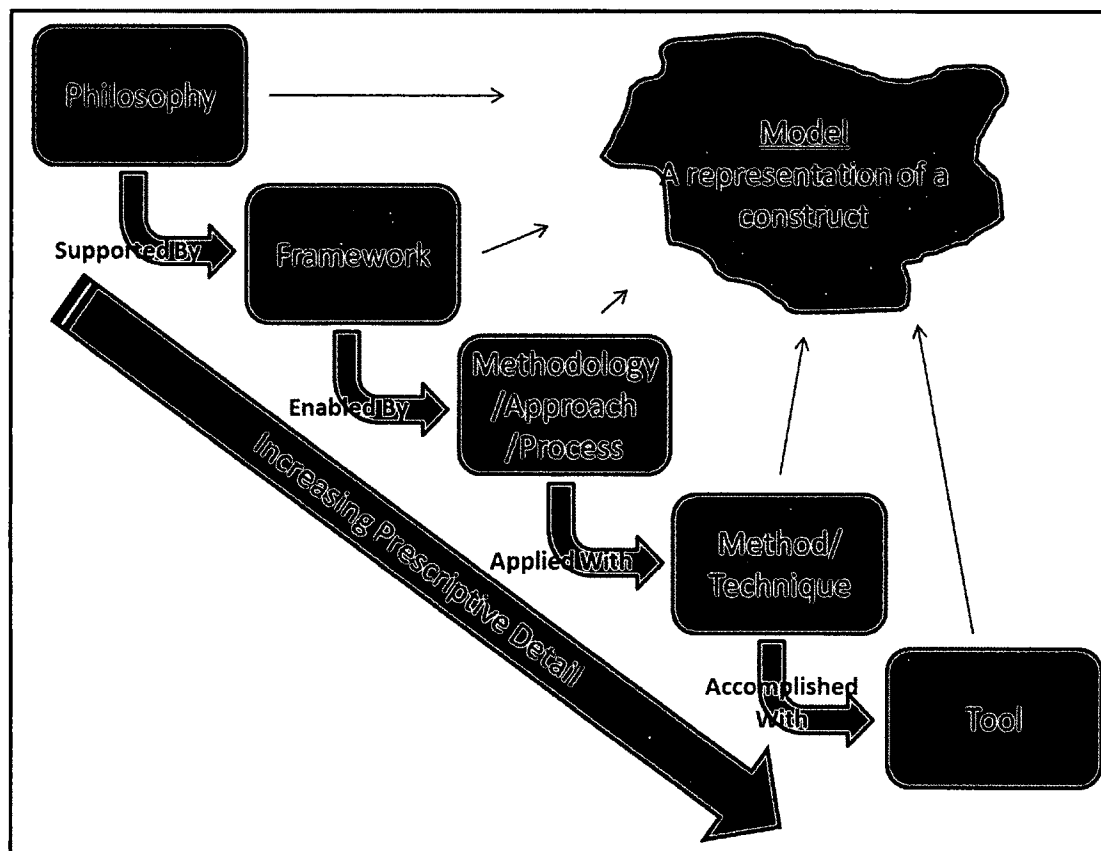 Philosophy
Model
A representation of a
construct
Supported By
Framework
Enabled By
Methodology
/Approach
/Process
Increasing Prescriptive Detail
Applied With
Method/
Technique
Accomplished
With
Tool